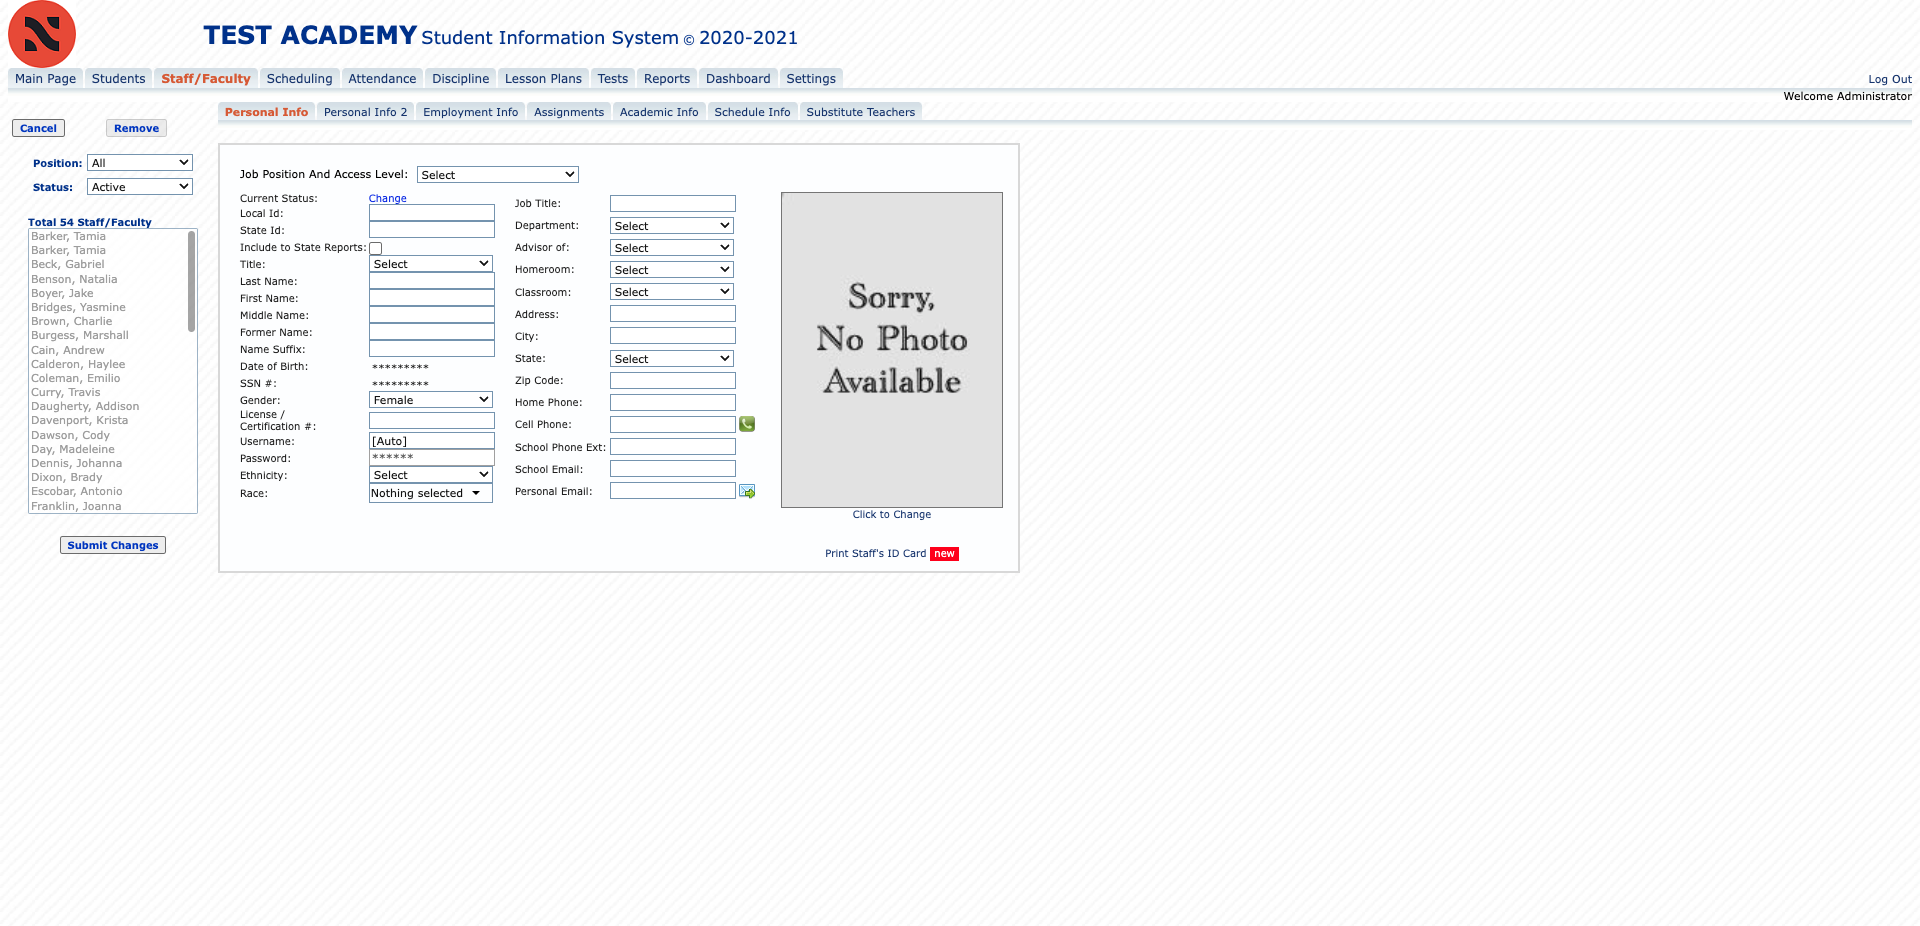 TEST ACADEMY Student Information System © 2020-2021
Main Page Students Staff/Faculty Scheduling Attendance Discipline Lesson Plans Tests Reports Dashboard Settings
Log Out
Welcome Administrator
Personal Info Personal Info 2 Employment Info Assignments Academic Info Schedule Info Substitute Teachers
Cancel Remove
Position: All
Status: Active
Total 54 Staff/Faculty
Barker, Tamia
Barker, Tamia
Beck, Gabriel
Benson, Natalia
Boyer, Jake
Bridges, Yasmine
Brown, Charlie
Burgess, Marshall
Cain, Andrew
Calderon, Haylee
Coleman, Emilio
Curry, Travis
Daugherty, Addison
Davenport, Krista
Dawson, Cody
Day, Madeleine
Dennis, Johanna
Dixon, Brady
Escobar, Antonio
Franklin, Joanna
Submit Changes
Job Position And Access Level: Select
Current Status: Change
Local Id:
State Id:
Include to State Reports:
Title: Select
Last Name:
First Name:
Middle Name:
Former Name:
Name Suffix:
Date of Birth: *********
SSN #: *********
Gender: Female
License /
Certification #:
Username: [Auto]
Password: ******
Ethnicity: Select
Race: Nothing selected
Job Title:
Department: Select
Advisor of: Select
Homeroom: Select
Classroom: Select
Address:
City:
State: Select
Zip Code:
Home Phone:
Cell Phone:
School Phone Ext:
School Email:
Personal Email:
Sorry,
No Photo
Available
Click to Change
Print Staff's ID Card new